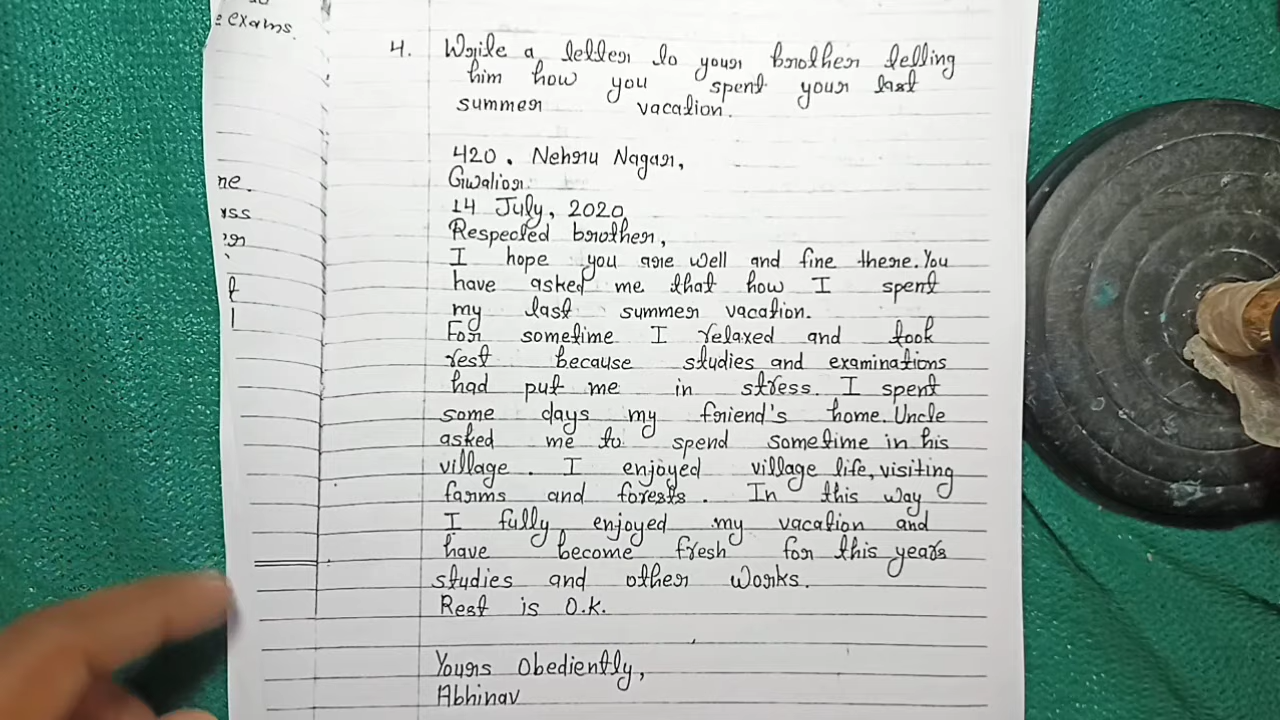 exams.
4. Write a letter to your brother telling
him how you spent your last
summer vacation.
420. Nehru Nagar,
Gwalior.
14 July, 2020
Respected brother,
I hope you are well and fine there. You
have asked me that how I spent
my last summer vacation.
For sometime I relaxed and took
rest because studies and examinations
had put me in stress. I spent
some days my friend's home. Uncle
asked me to spend sometime in his
village. I enjoyed village life, visiting
farms and forests. In this way
I fully enjoyed my vacation and
have become fresh for this years
studies and other works.
Rest is O.K.
Yours Obediently,
Abhinav